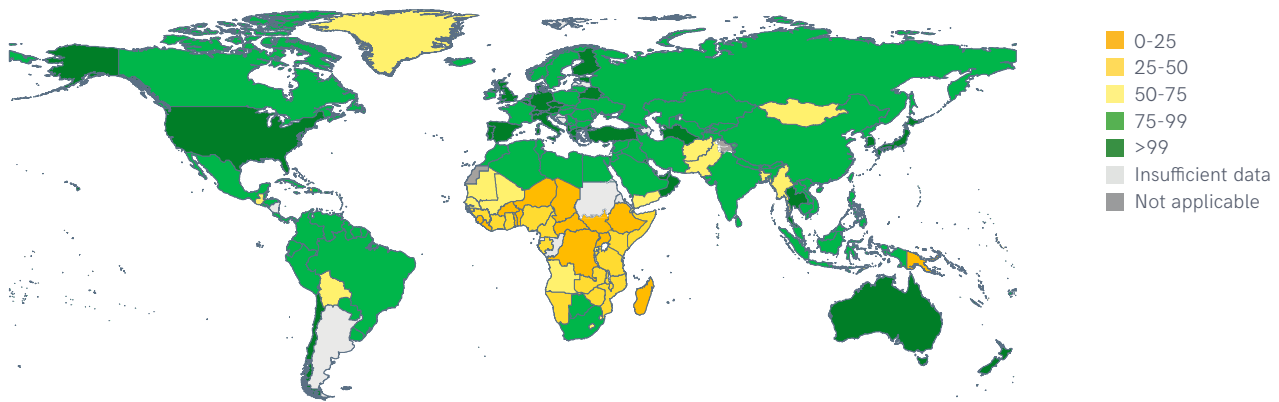 0-25
25-50
50-75
75-99
>99
Insufficient data
Not applicable